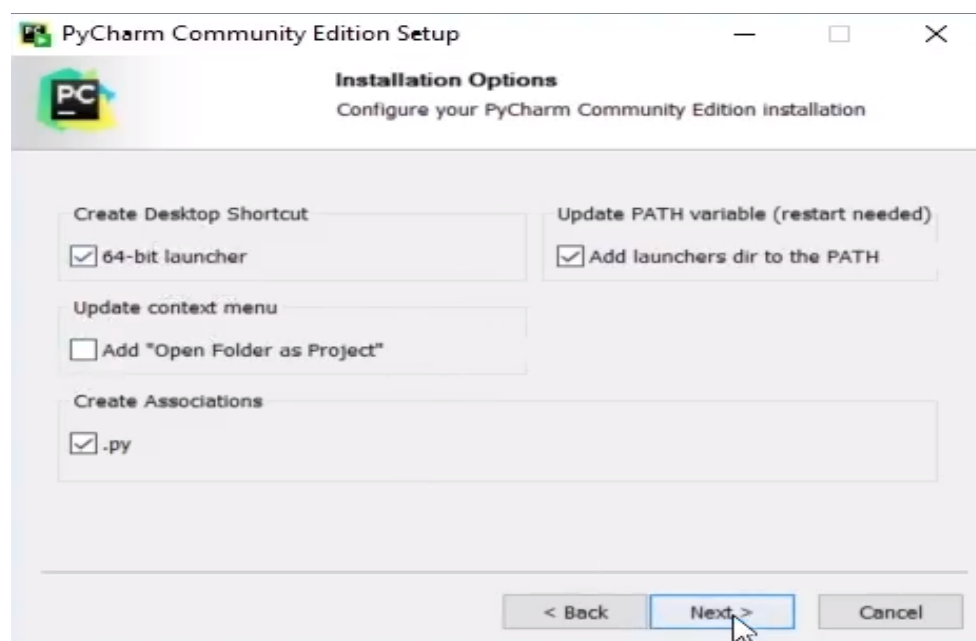 PyCharm Community Edition Setup
PC
Installation Options
Configure your PyCharm Community Edition installation
Create Desktop Shortcut
64-bit launcher
Update PATH variable (restart needed)
Add launchers dir to the PATH
Update context menu
Add "Open Folder as Project"
Create Associations
.py
< Back
Next >
Cancel